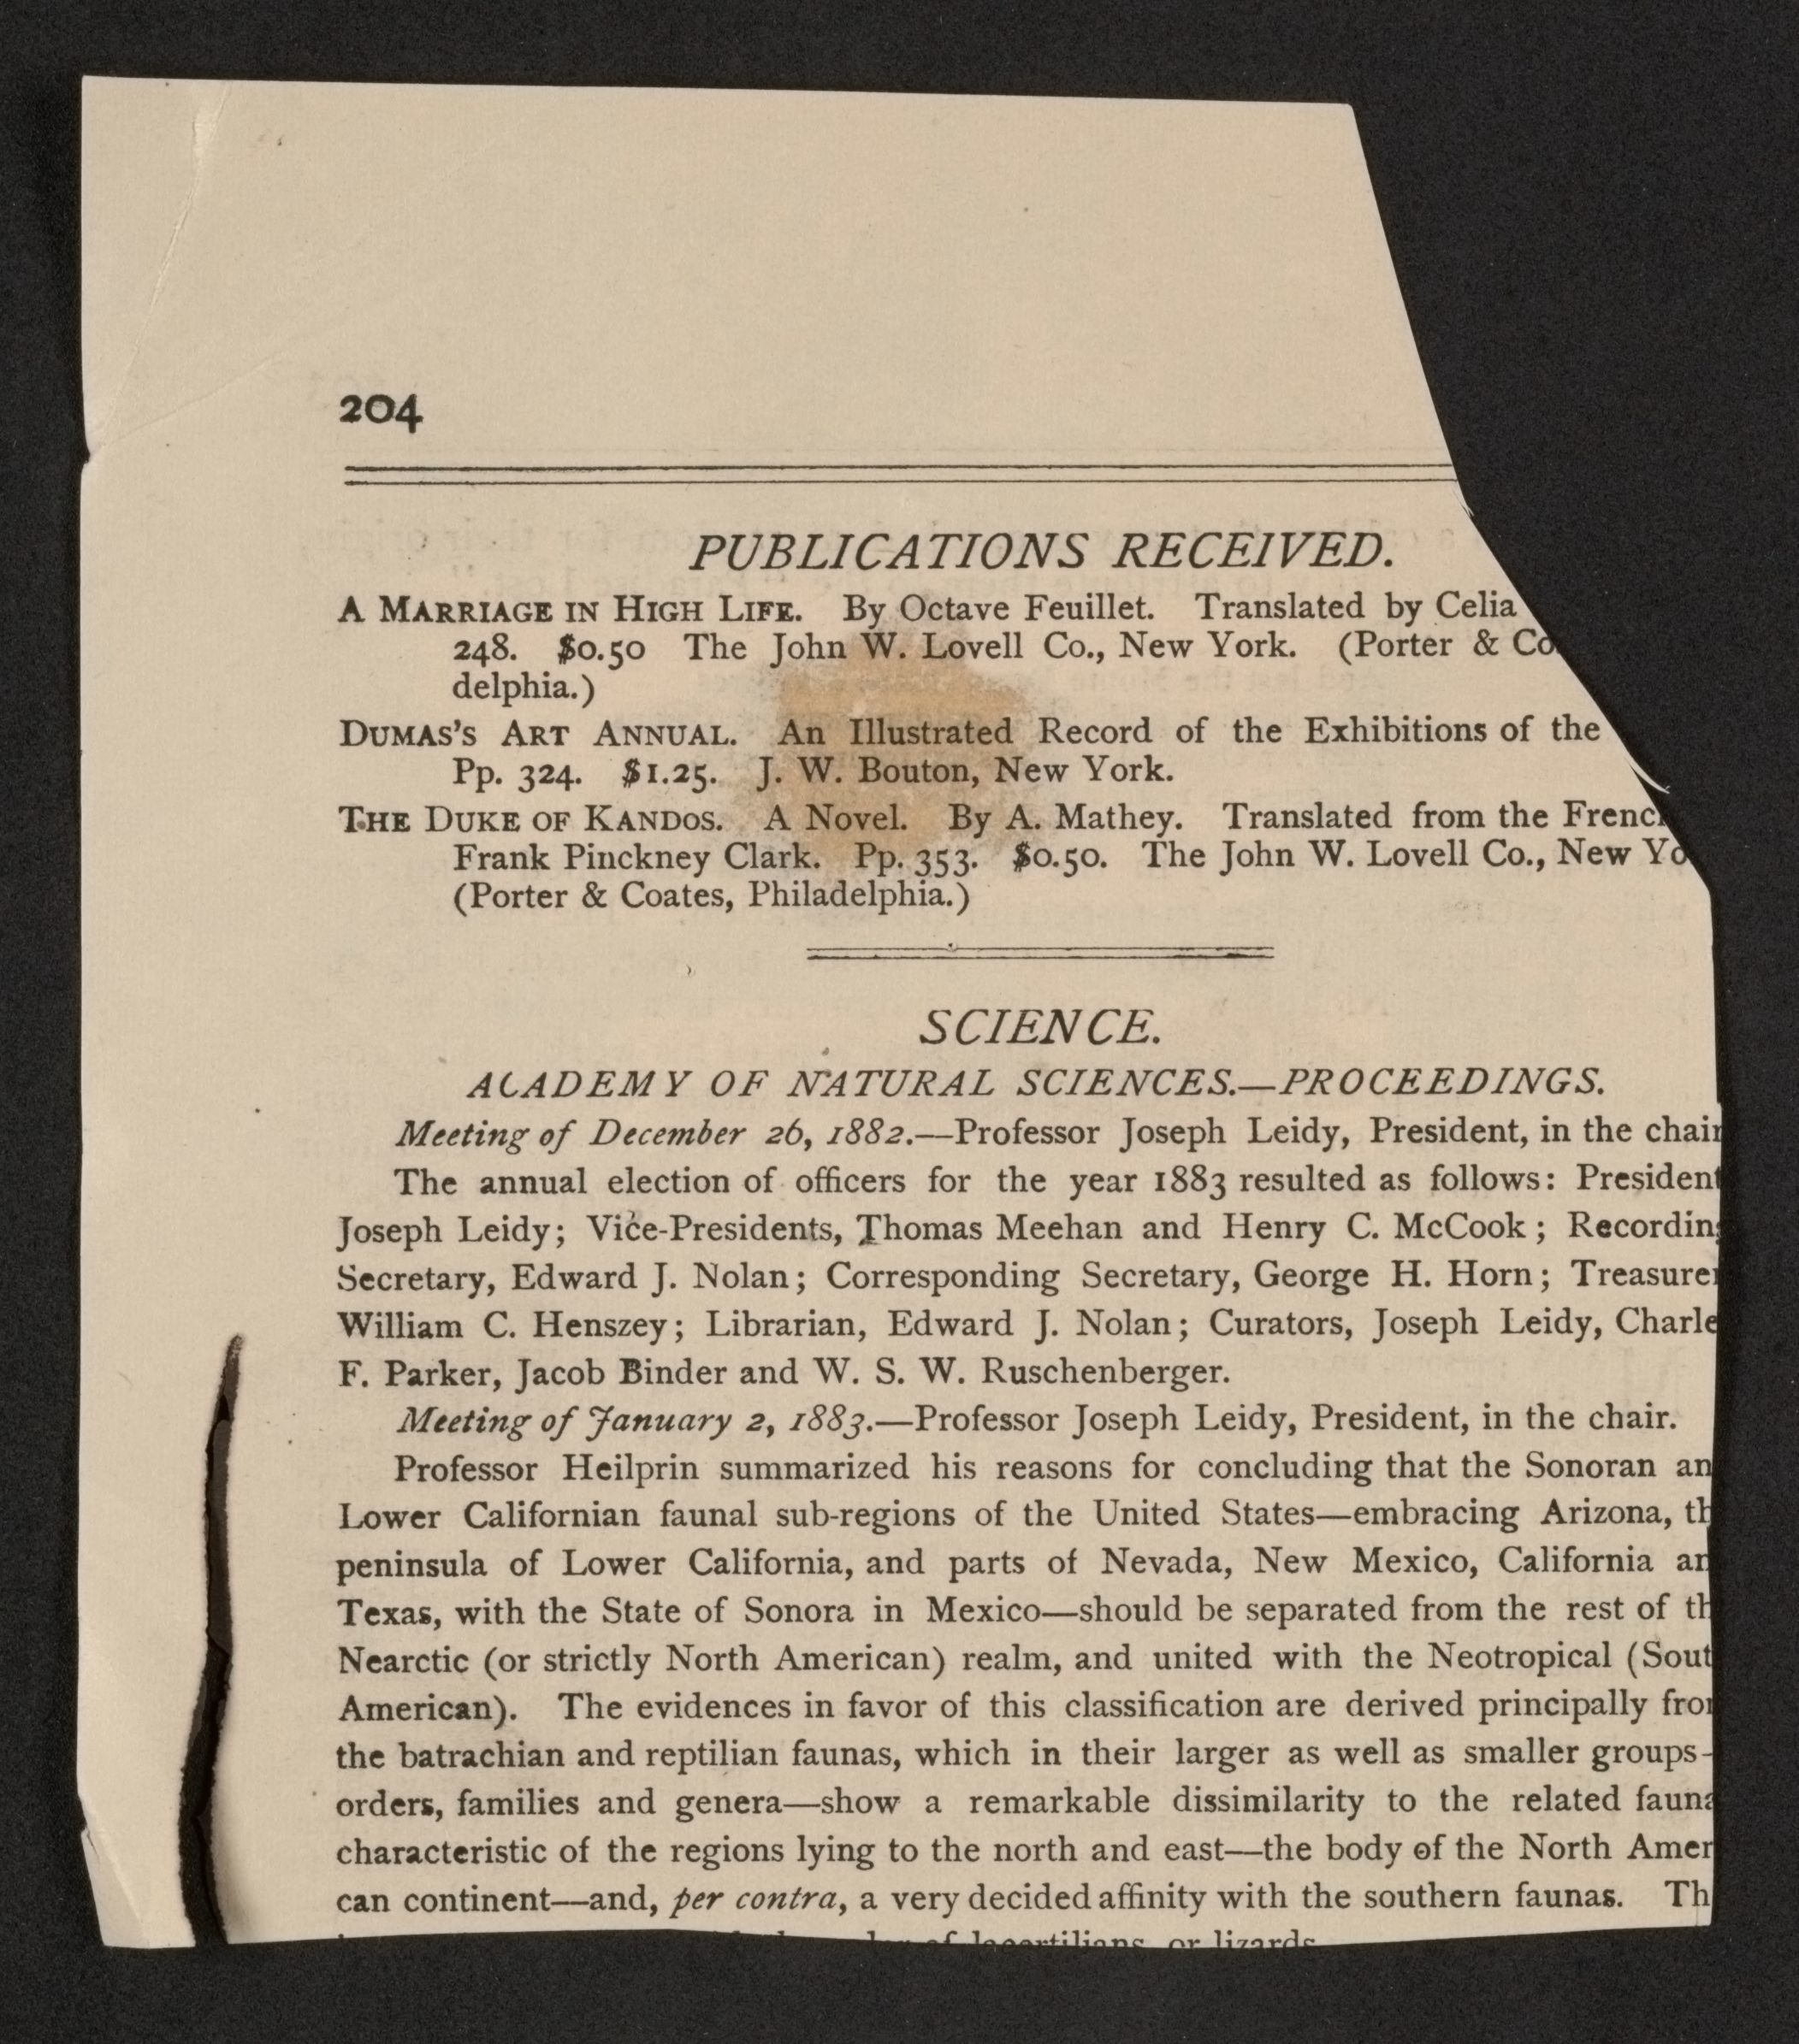 204
PUBLICATIONS RECEIVED.
A MARRIAGE IN HIGH LIFE. By Octave Feuillet. Translated by Celia
248. $0.50 The John W. Lovell Co., New York. (Porter & Co
delphia.)
DUMAS'S ART ANNUAL. An Illustrated Record of the Exhibitions of the
Pp. 324. $1.25. J. W. Bouton, New York.
THE DUKE OF KANDOS. A Novel. By A. Mathey. Translated from the Frenc
Frank Pinckney Clark. Pp. 353. $0.50. The John W. Lovell Co., New Yo
(Porter & Coates, Philadelphia.)
SCIENCE.
ACADEMY OF NATURAL SCIENCES.—PROCEEDINGS.
Meeting of December 26, 1882.—Professor Joseph Leidy, President, in the chair
The annual election of officers for the year 1883 resulted as follows: President
Joseph Leidy; Vice-Presidents, Thomas Meehan and Henry C. McCook; Recordin
Secretary, Edward J. Nolan; Corresponding Secretary, George H. Horn; Treasurer
William C. Henszey; Librarian, Edward J. Nolan; Curators, Joseph Leidy, Charle
F. Parker, Jacob Binder and W. S. W. Ruschenberger.
Meeting of January 2, 1883.—Professor Joseph Leidy, President, in the chair.
Professor Heilprin summarized his reasons for concluding that the Sonoran an
Lower Californian faunal sub-regions of the United States—embracing Arizona, th
peninsula of Lower California, and parts of Nevada, New Mexico, California an
Texas, with the State of Sonora in Mexico—should be separated from the rest of th
Nearctic (or strictly North American) realm, and united with the Neotropical (Sout
American). The evidences in favor of this classification are derived principally from
the batrachian and reptilian faunas, which in their larger as well as smaller groups-
orders, families and genera—show a remarkable dissimilarity to the related fauna
characteristic of the regions lying to the north and east—the body of the North Amer
can continent—and, per contra, a very decided affinity with the southern faunas. Th
of lacertilians, or lizards